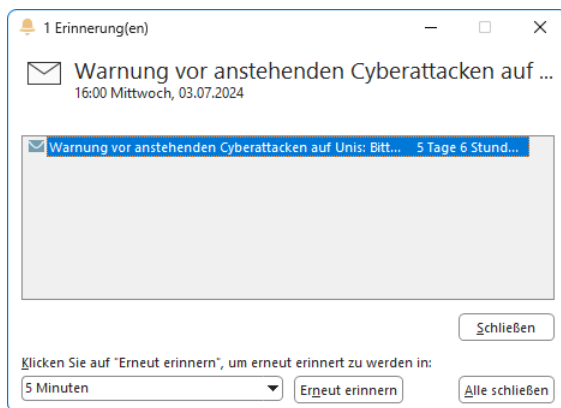 1 Erinnerung(en)
Warnung vor anstehenden Cyberattacken auf ...
16:00 Mittwoch, 03.07.2024
Warnung vor anstehenden Cyberattacken auf Unis: Bitt... 5 Tage 6 Stund...
Schließen
Klicken Sie auf "Erneut erinnern", um erneut erinnert zu werden in:
5 Minuten Erneut erinnern Alle schließen